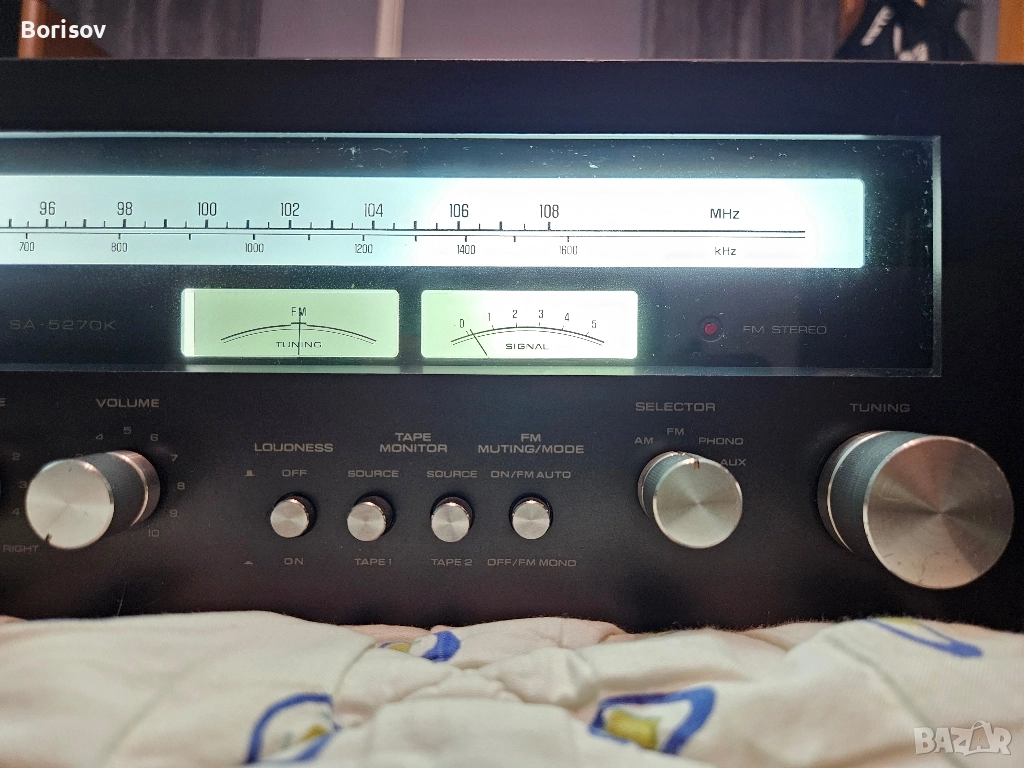 Borisov
96 98 100 102 104 106 108 MHz
700 800 1000 1200 1400 1600 kHz
SA-5270K
FM
TUNING
0 1 2 3 4 5
SIGNAL
FM STEREO
VOLUME
4 5 6 7 8 9 10
2
3
4
RIGHT
LOUDNESS
OFF
ON
TAPE
MONITOR
SOURCE SOURCE
TAPE 1 TAPE 2
FM
MUTING/MODE
ON/FM AUTO
OFF/FM MONO
SELECTOR
AM FM PHONO AUX
TUNING
BAZAR